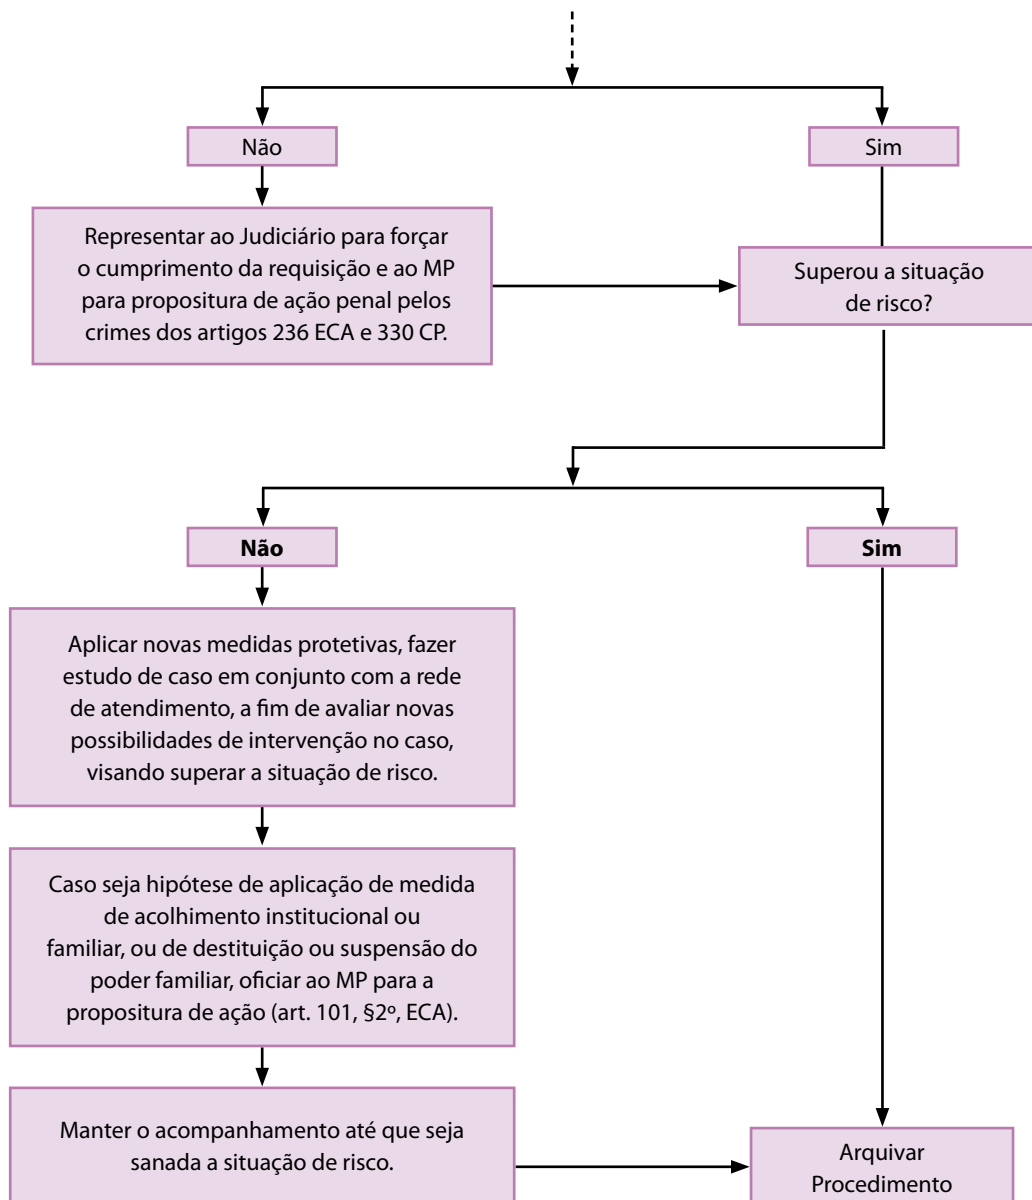 Não
Sim
Representar ao Judiciário para forçar
o cumprimento da requisição e ao MP
para propositura de ação penal pelos
crimes dos artigos 236 ECA e 330 CP.
Superou a situação
de risco?
Não
Sim
Aplicar novas medidas protetivas, fazer
estudo de caso em conjunto com a rede
de atendimento, a fim de avaliar novas
possibilidades de intervenção no caso,
visando superar a situação de risco.
Caso seja hipótese de aplicação de medida
de acolhimento institucional ou
familiar, ou de destituição ou suspensão do
poder familiar, oficiar ao MP para a
propositura de ação (art. 101, §2º, ECA).
Manter o acompanhamento até que seja
sanada a situação de risco.
Arquivar
Procedimento